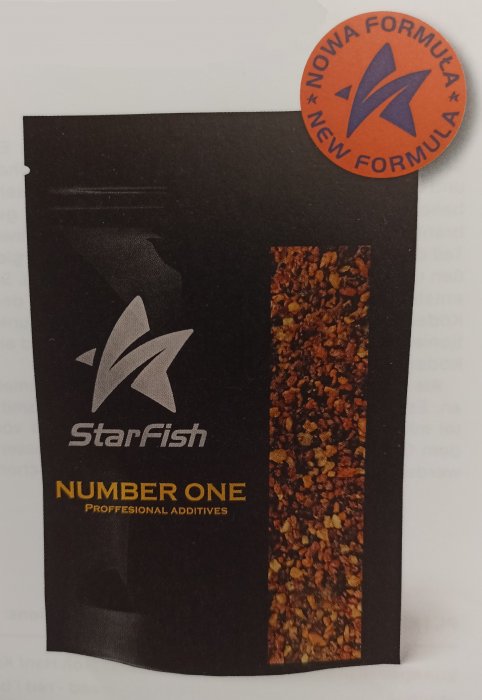 NOWA FORMUŁA
NEW FORMULA
StarFish
NUMBER ONE
PROFFESIONAL ADDITIVES